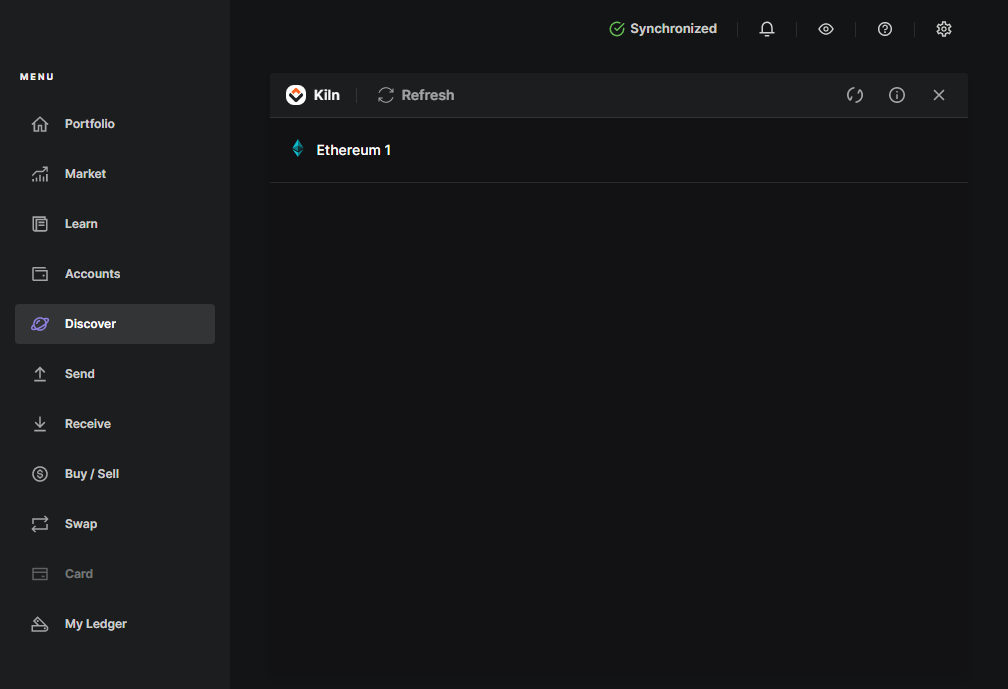 Synchronized
MENU
Portfolio
Market
Learn
Accounts
Discover
Send
Receive
Buy / Sell
Swap
Card
My Ledger
Kiln
Refresh
Ethereum 1